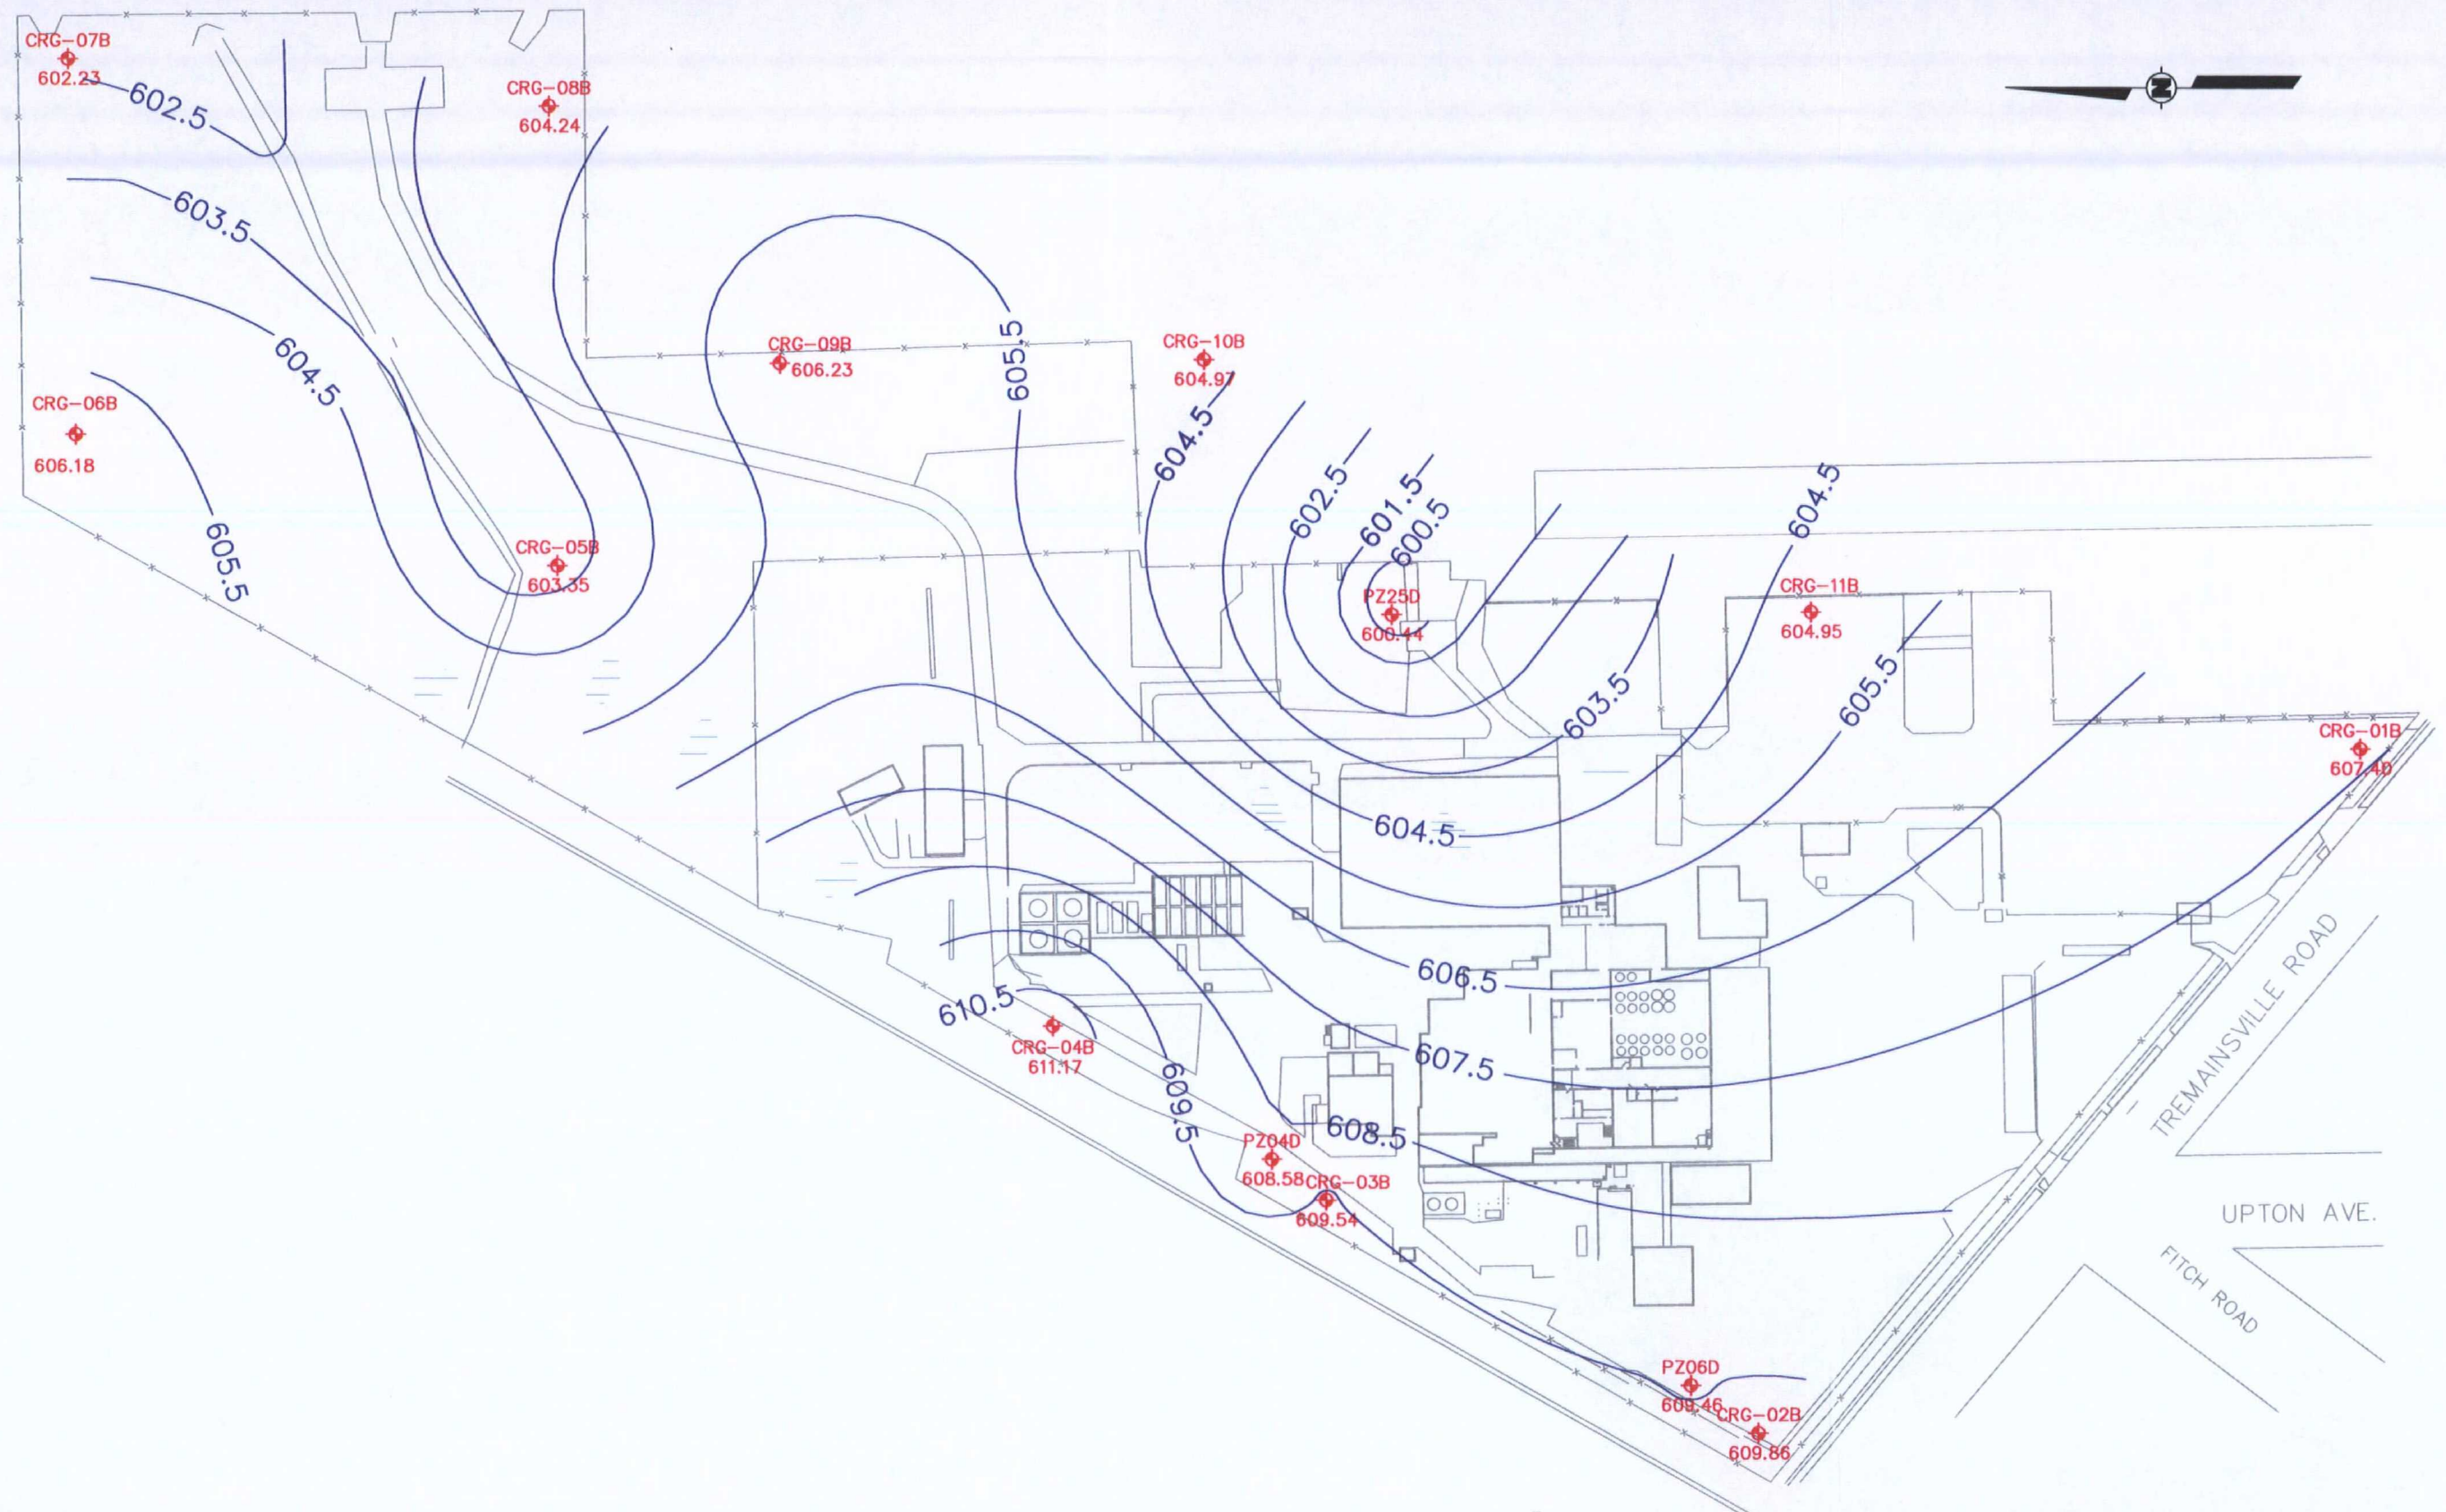 CRG-07B
602.23
602.5
CRG-08B
604.24
N
603.5
604.5
CRG-06B
606.18
605.5
CRG-05B
603.35
CRG-09B
606.23
605.5
CRG-10B
604.97
604.5
602.5
601.5
600.5
PZ25D
600.44
604.5
CRG-11B
604.95
603.5
605.5
CRG-01B
607.40
604.5
606.5
607.5
610.5
CRG-04B
611.17
609.5
608.5
PZ04D
608.58
CRG-03B
609.54
PZ06D
609.46
CRG-02B
609.86
TREMAINSVILLE ROAD
UPTON AVE.
FITCH ROAD